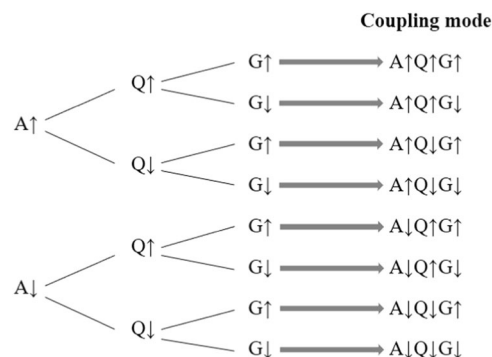 Coupling mode
G↑ A↑Q↑G↑
Q↑
G↓ A↑Q↑G↓
A↑
G↑ A↑Q↓G↑
Q↓
G↓ A↑Q↓G↓
G↑ A↓Q↑G↑
Q↑
G↓ A↓Q↑G↓
A↓
G↑ A↓Q↓G↑
Q↓
G↓ A↓Q↓G↓